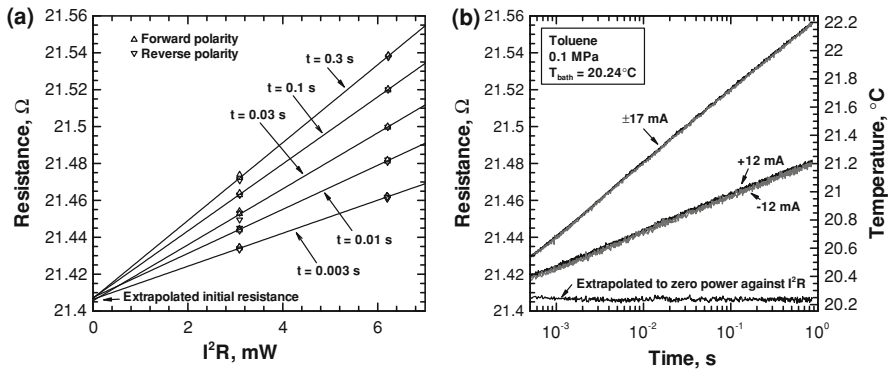 (a)
21.56
21.54
21.52
21.5
21.48
21.46
21.44
21.42
21.4
Resistance, Ω
Forward polarity
Reverse polarity
t = 0.3 s
t = 0.1 s
t = 0.03 s
t = 0.01 s
t = 0.003 s
Extrapolated initial resistance
0
2
4
6
I²R, mW
(b)
21.56
21.54
21.52
21.5
21.48
21.46
21.44
21.42
21.4
Resistance, Ω
Toluene
0.1 MPa
T bath = 20.24°C
±17 mA
+12 mA
-12 mA
Extrapolated to zero power against I²R
10⁻³
10⁻²
10⁻¹
10⁰
Time, s
22.2
22.0
21.8
21.6
21.4
21.2
21.0
20.8
20.6
20.4
20.2
Temperature, °C